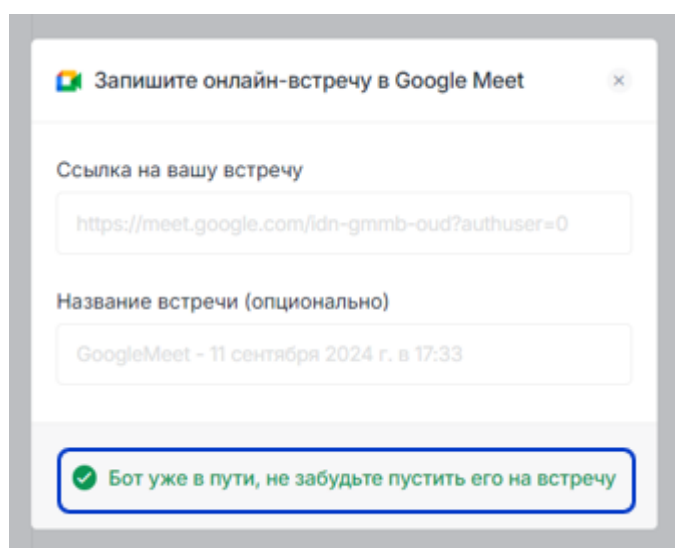 Запишите онлайн-встречу в Google Meet
Ссылка на вашу встречу
https://meet.google.com/idn-gmmb-oud?authuser=0
Название встречи (опционально)
GoogleMeet - 11 сентября 2024 г. в 17:33
Бот уже в пути, не забудьте пустить его на встречу